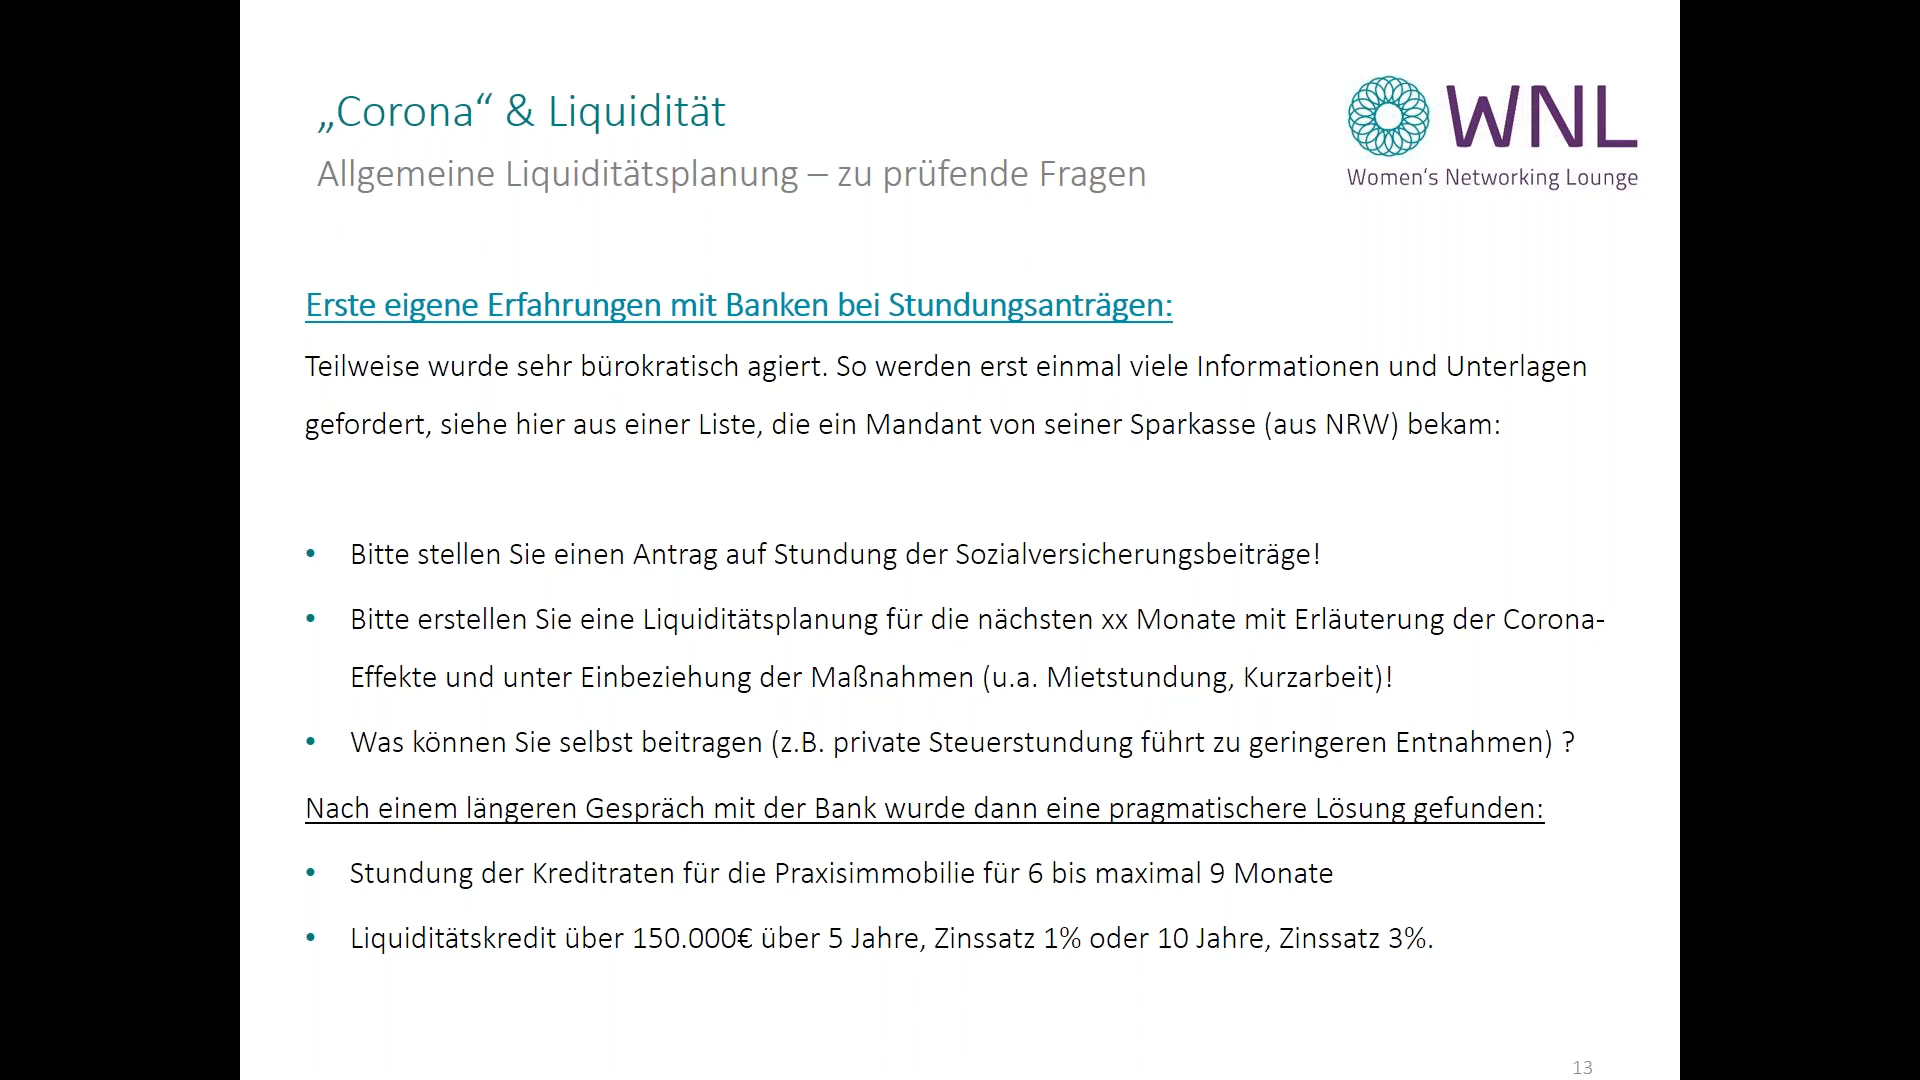 „Corona“ & Liquidität
WNL
Women's Networking Lounge
Allgemeine Liquiditätsplanung – zu prüfende Fragen
Erste eigene Erfahrungen mit Banken bei Stundungsanträgen:
Teilweise wurde sehr bürokratisch agiert. So werden erst einmal viele Informationen und Unterlagen
gefordert, siehe hier aus einer Liste, die ein Mandant von seiner Sparkasse (aus NRW) bekam:
• Bitte stellen Sie einen Antrag auf Stundung der Sozialversicherungsbeiträge!
• Bitte erstellen Sie eine Liquiditätsplanung für die nächsten xx Monate mit Erläuterung der Corona-
Effekte und unter Einbeziehung der Maßnahmen (u.a. Mietstundung, Kurzarbeit)!
• Was können Sie selbst beitragen (z.B. private Steuerstundung führt zu geringeren Entnahmen) ?
Nach einem längeren Gespräch mit der Bank wurde dann eine pragmatischere Lösung gefunden:
• Stundung der Kreditraten für die Praxisimmobilie für 6 bis maximal 9 Monate
• Liquiditätskredit über 150.000€ über 5 Jahre, Zinssatz 1% oder 10 Jahre, Zinssatz 3%.
13